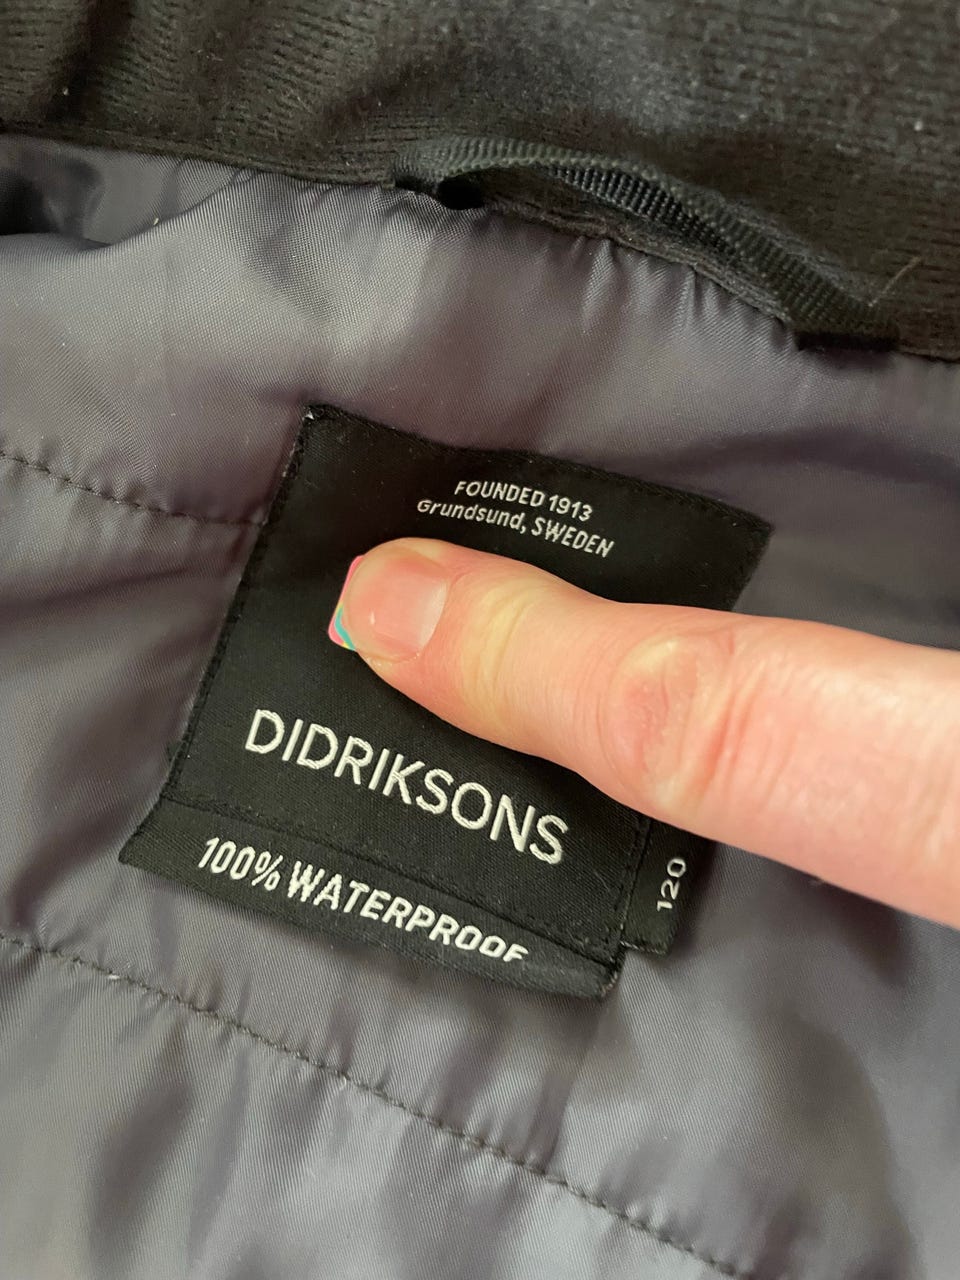 FOUNDED 1913
Grundsund, SWEDEN
DIDRIKSONS
100% WATERPROOF
120